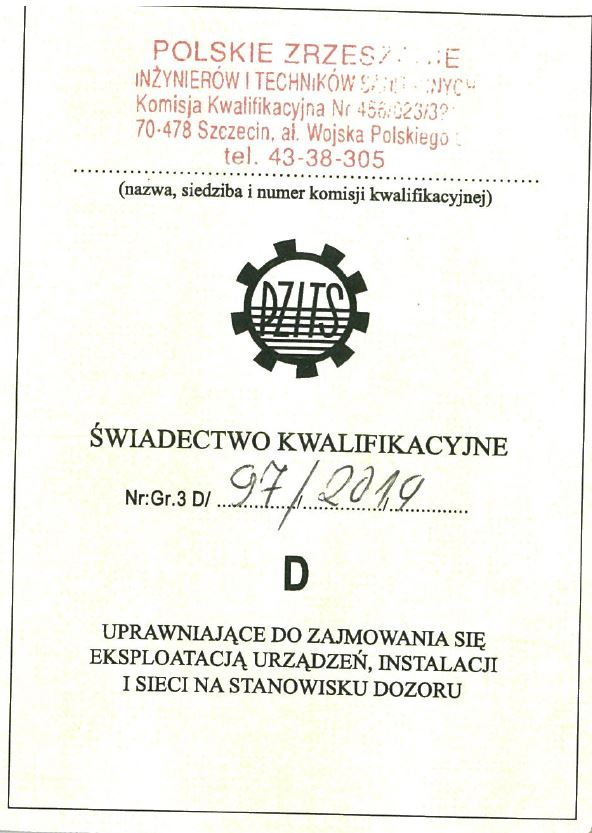 POLSKIE
INŻYNIERÓW I TECHNIKÓW
Komisja Kwalifikacyjna Nr
70-478 Szczecin, al. Wojska Polskiego
tel. 43-38-305
(nazwa, siedziba i numer komisji kwalifikacyjnej)
PZITS
ŚWIADECTWO KWALIFIKACYJNE
Nr:Gr.3 D/ 97/2019
D
UPRAWNIAJĄCE DO ZAJMOWANIA SIĘ
EKSPLOATACJĄ URZĄDZEŃ, INSTALACJI
I SIECI NA STANOWISKU DOZORU